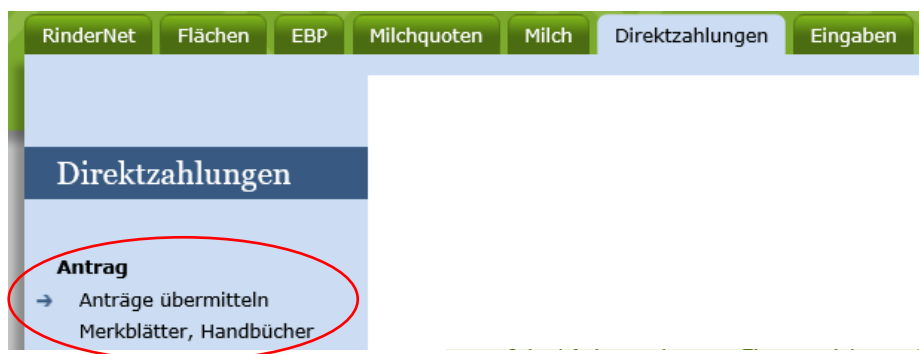 RinderNet Flächen EBP Milchquoten Milch Direktzahlungen Eingaben
Direktzahlungen
Antrag
→ Anträge übermitteln
Merkblätter, Handbücher